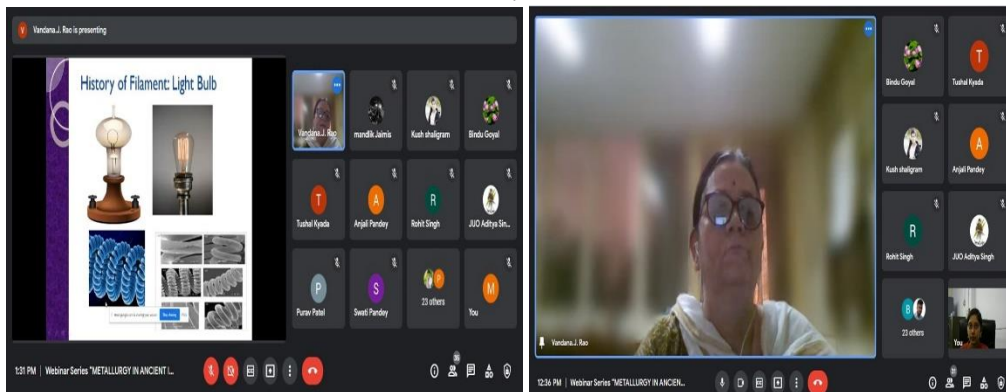 V Vandana.J. Rao is presenting
History of Filament: Light Bulb
Vandana.J. Rao
mandlik Jaimis
Kush shaligram
Bindu Goyal
T
Tushal Kyada
A
Anjali Pandey
R
Rohit Singh
JUO Aditya Sin...
P
Purav Patel
S
Swati Pandey
P
23 others
M
You
1:31 PM | Webinar Series "METALLURGY IN ANCIENT I...
Bindu Goyal
T
Tushal Kyada
Kush shaligram
A
Anjali Pandey
R
Rohit Singh
JUO Aditya Singh
B
23 others
You
Vandana.J. Rao
12:36 PM | Webinar Series "METALLURGY IN ANCIEN...